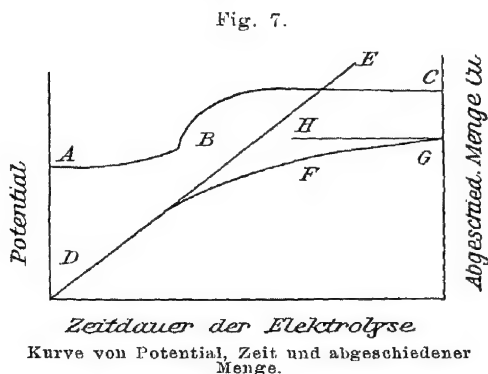 Fig. 7.
E
C
A
B
H
G
F
D
Potential
Abgeschied. Menge Cu
Zeitdauer der Elektrolyse
Kurve von Potential, Zeit und abgeschiedener
Menge.